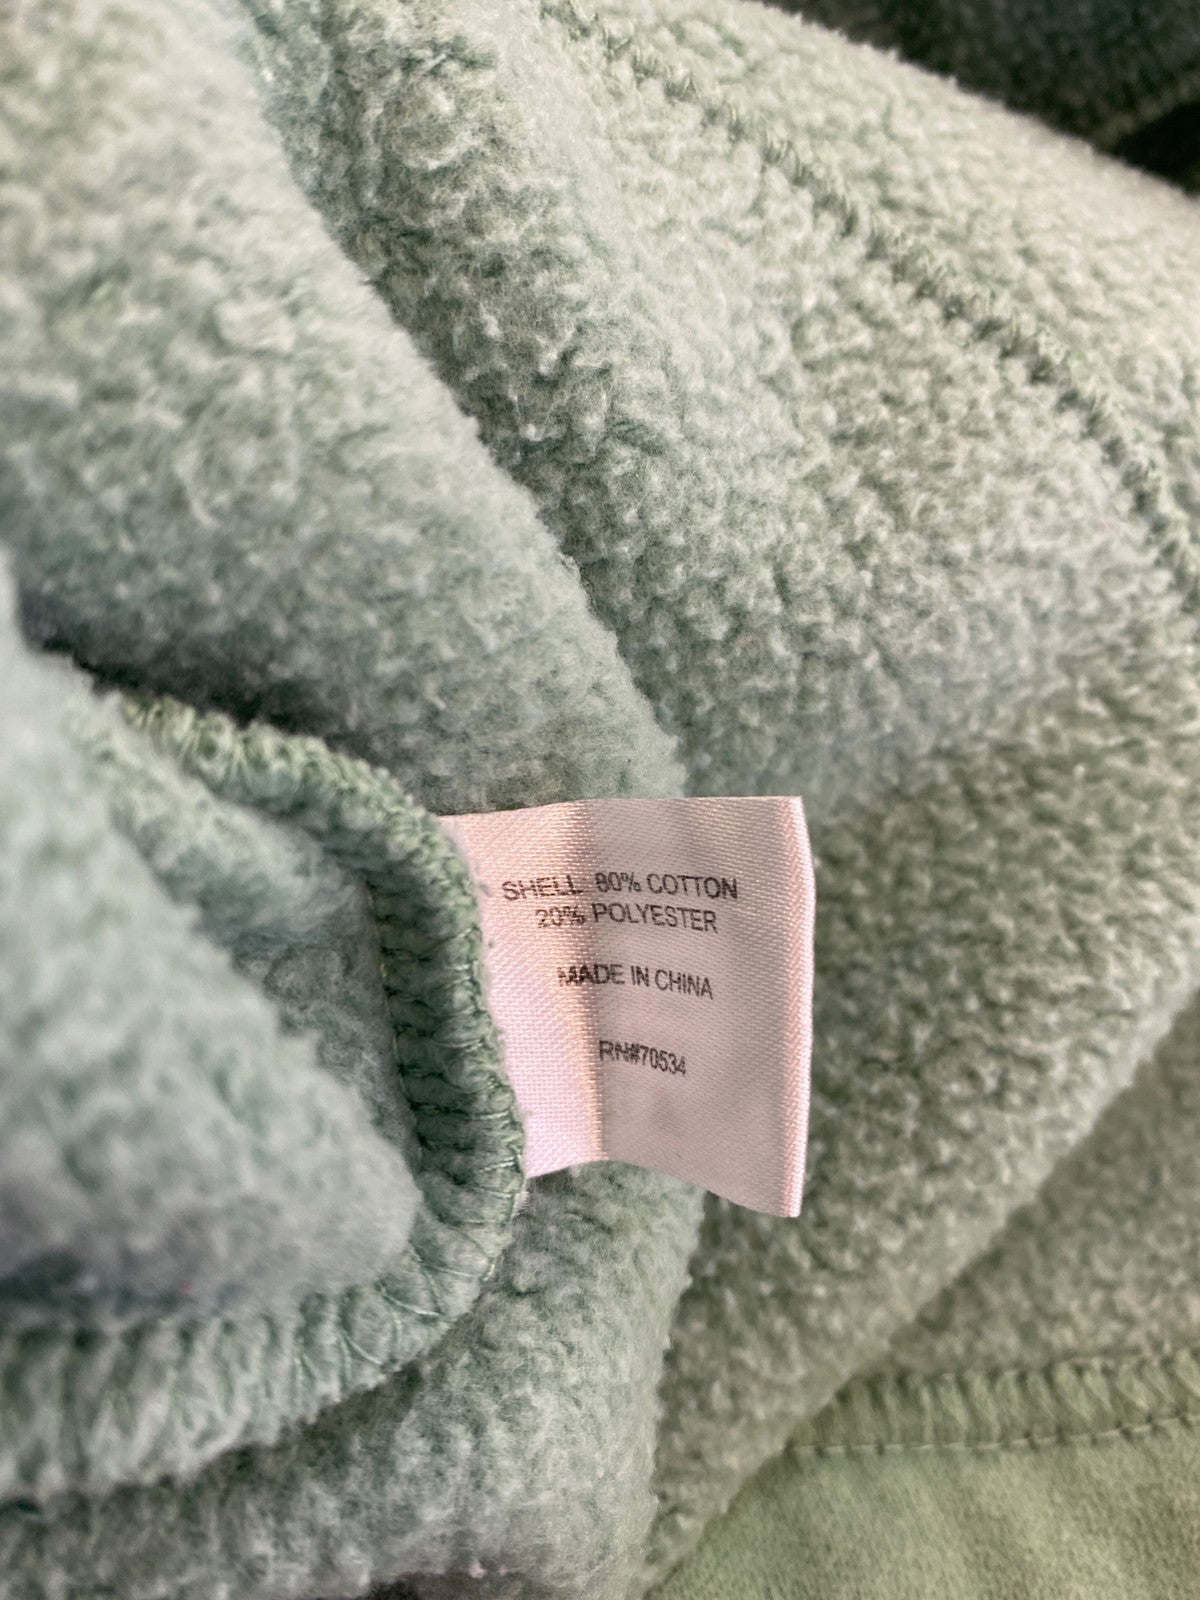 SHELL: 80% COTTON
20% POLYESTER
MADE IN CHINA
RN#70534